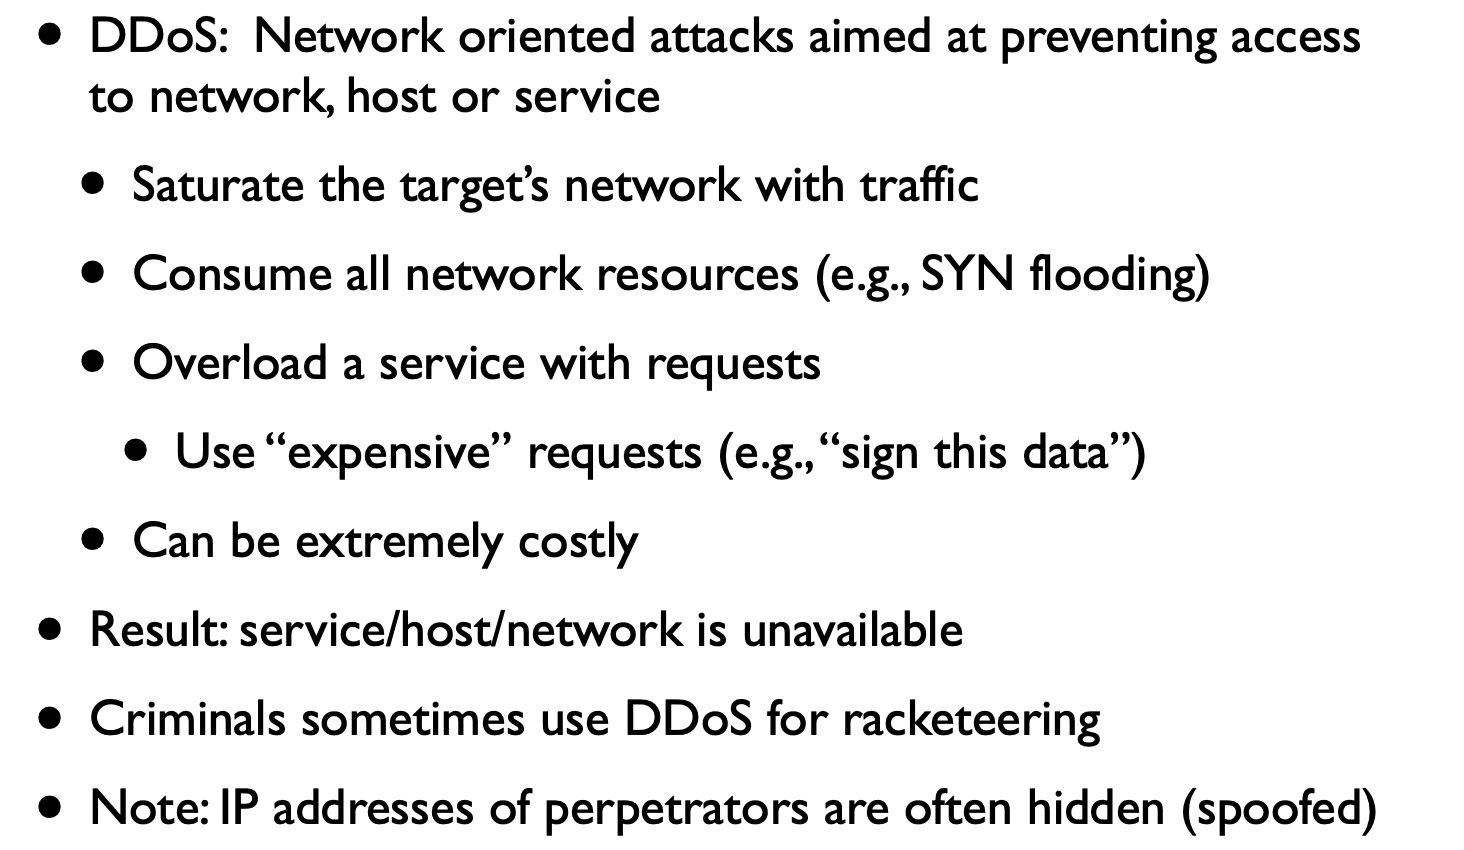 • DDoS: Network oriented attacks aimed at preventing access
to network, host or service
• Saturate the target’s network with traffic
• Consume all network resources (e.g., SYN flooding)
• Overload a service with requests
• Use “expensive” requests (e.g., “sign this data”)
• Can be extremely costly
• Result: service/host/network is unavailable
• Criminals sometimes use DDoS for racketeering
• Note: IP addresses of perpetrators are often hidden (spoofed)